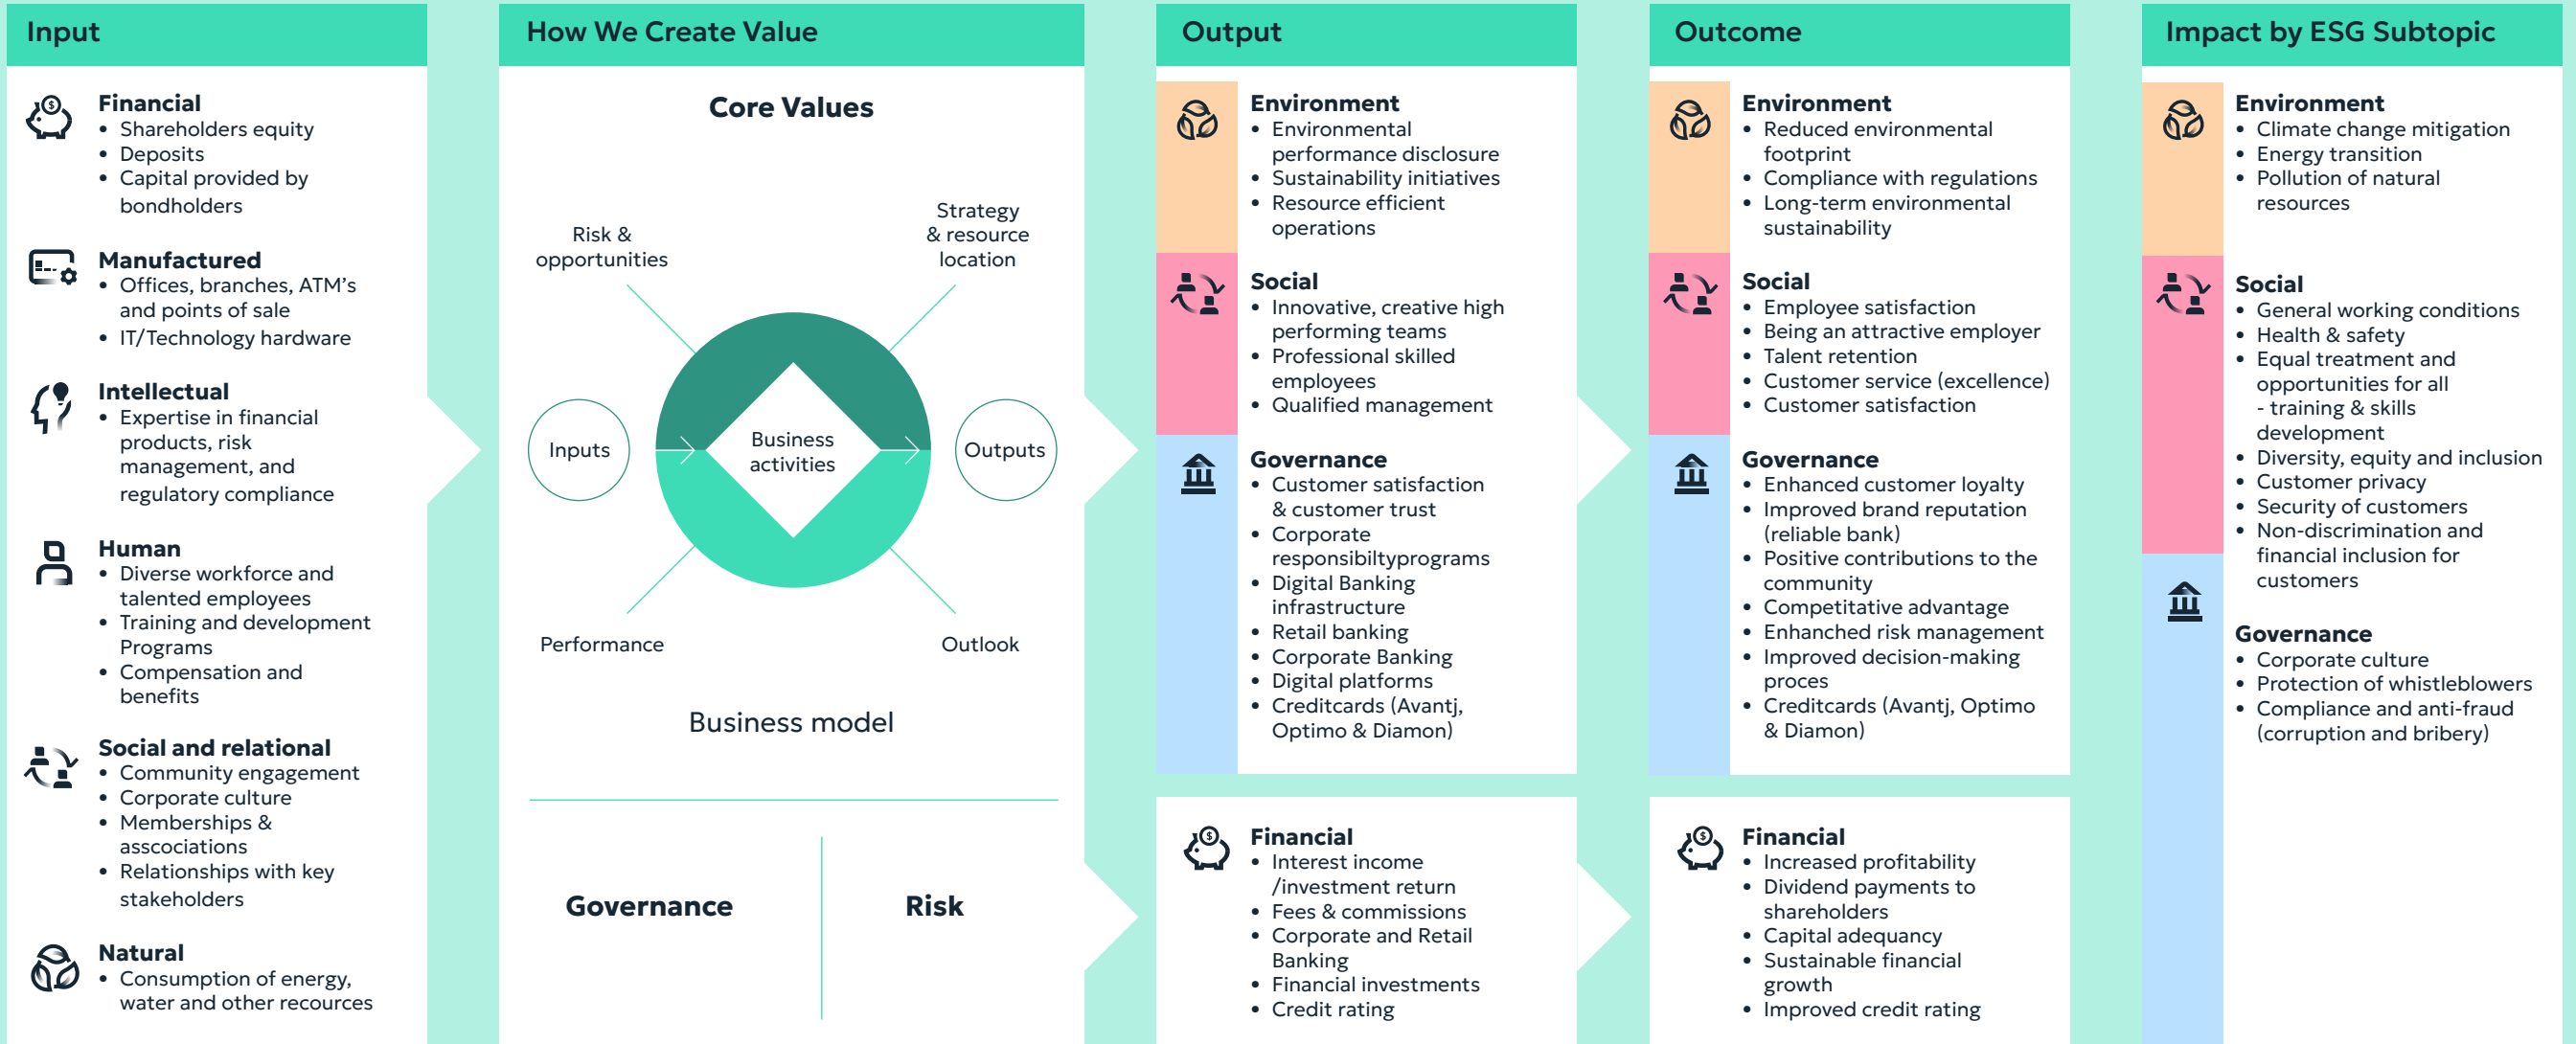 Input
Financial
• Shareholders equity
• Deposits
• Capital provided by
bondholders
Manufactured
• Offices, branches, ATM’s
and points of sale
• IT/Technology hardware
Intellectual
• Expertise in financial
products, risk
management, and
regulatory compliance
Human
• Diverse workforce and
talented employees
• Training and development
Programs
• Compensation and
benefits
Social and relational
• Community engagement
• Corporate culture
• Memberships &
asscociations
• Relationships with key
stakeholders
Natural
• Consumption of energy,
water and other recources
How We Create Value
Core Values
Risk &
opportunities
Strategy
& resource
location
Inputs
Business
activities
Outputs
Performance
Outlook
Business model
Governance
Risk
Output
Environment
• Environmental
performance disclosure
• Sustainability initiatives
• Resource efficient
operations
Social
• Innovative, creative high
performing teams
• Professional skilled
employees
• Qualified management
Governance
• Customer satisfaction
& customer trust
• Corporate
responsibiltyprograms
• Digital Banking
infrastructure
• Retail banking
• Corporate Banking
• Digital platforms
• Creditcards (Avantj,
Optimo & Diamon)
Financial
• Interest income
/investment return
• Fees & commissions
• Corporate and Retail
Banking
• Financial investments
• Credit rating
Outcome
Environment
• Reduced environmental
footprint
• Compliance with regulations
• Long-term environmental
sustainability
Social
• Employee satisfaction
• Being an attractive employer
• Talent retention
• Customer service (excellence)
• Customer satisfaction
Governance
• Enhanced customer loyalty
• Improved brand reputation
(reliable bank)
• Positive contributions to the
community
• Competitative advantage
• Enhanched risk management
• Improved decision-making
proces
• Creditcards (Avantj, Optimo
& Diamon)
Financial
• Increased profitability
• Dividend payments to
shareholders
• Capital adequancy
• Sustainable financial
growth
• Improved credit rating
Impact by ESG Subtopic
Environment
• Climate change mitigation
• Energy transition
• Pollution of natural
resources
Social
• General working conditions
• Health & safety
• Equal treatment and
opportunities for all
- training & skills
development
• Diversity, equity and inclusion
• Customer privacy
• Security of customers
• Non-discrimination and
financial inclusion for
customers
Governance
• Corporate culture
• Protection of whistleblowers
• Compliance and anti-fraud
(corruption and bribery)